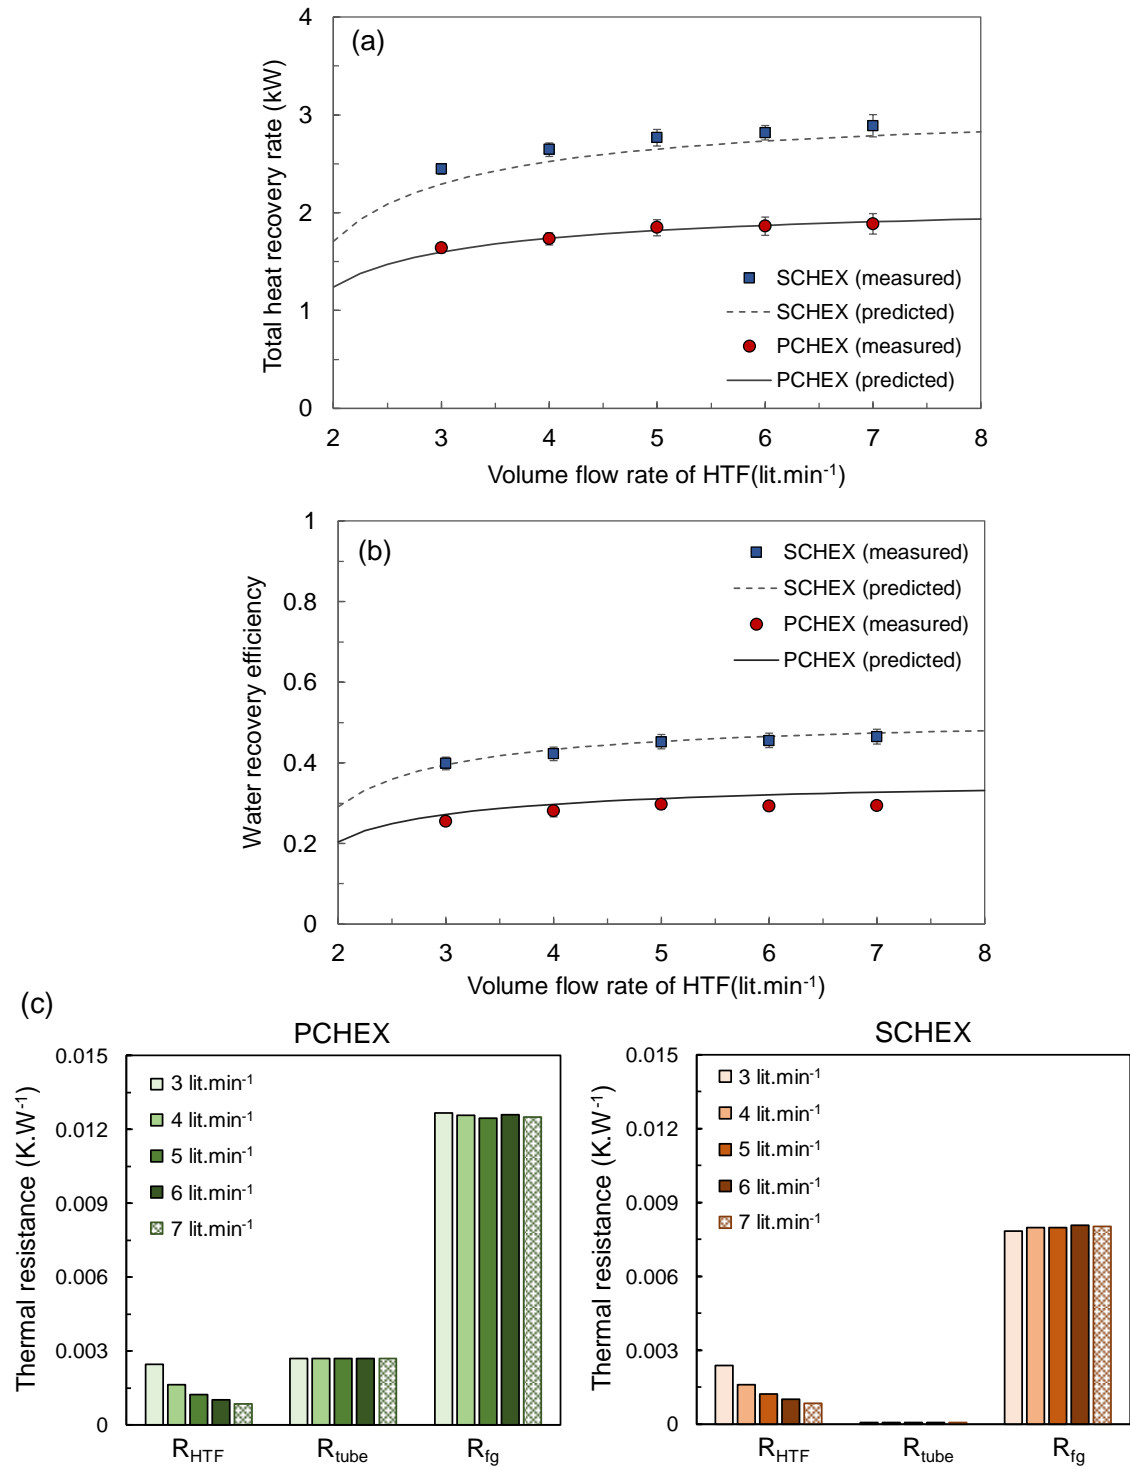 (a)
Total heat recovery rate (kW)
4
3
2
1
0
SCHEX (measured)
SCHEX (predicted)
PCHEX (measured)
PCHEX (predicted)
2 3 4 5 6 7 8
Volume flow rate of HTF(lit.min⁻¹)
(b)
Water recovery efficiency
1
0.8
0.6
0.4
0.2
0
SCHEX (measured)
SCHEX (predicted)
PCHEX (measured)
PCHEX (predicted)
2 3 4 5 6 7 8
Volume flow rate of HTF(lit.min⁻¹)
(c)
PCHEX
Thermal resistance (K.W⁻¹)
0.015
0.012
0.009
0.006
0.003
0
3 lit.min⁻¹
4 lit.min⁻¹
5 lit.min⁻¹
6 lit.min⁻¹
7 lit.min⁻¹
R_HTF R_tube R_fg
SCHEX
Thermal resistance (K.W⁻¹)
0.015
0.012
0.009
0.006
0.003
0
3 lit.min⁻¹
4 lit.min⁻¹
5 lit.min⁻¹
6 lit.min⁻¹
7 lit.min⁻¹
R_HTF R_tube R_fg